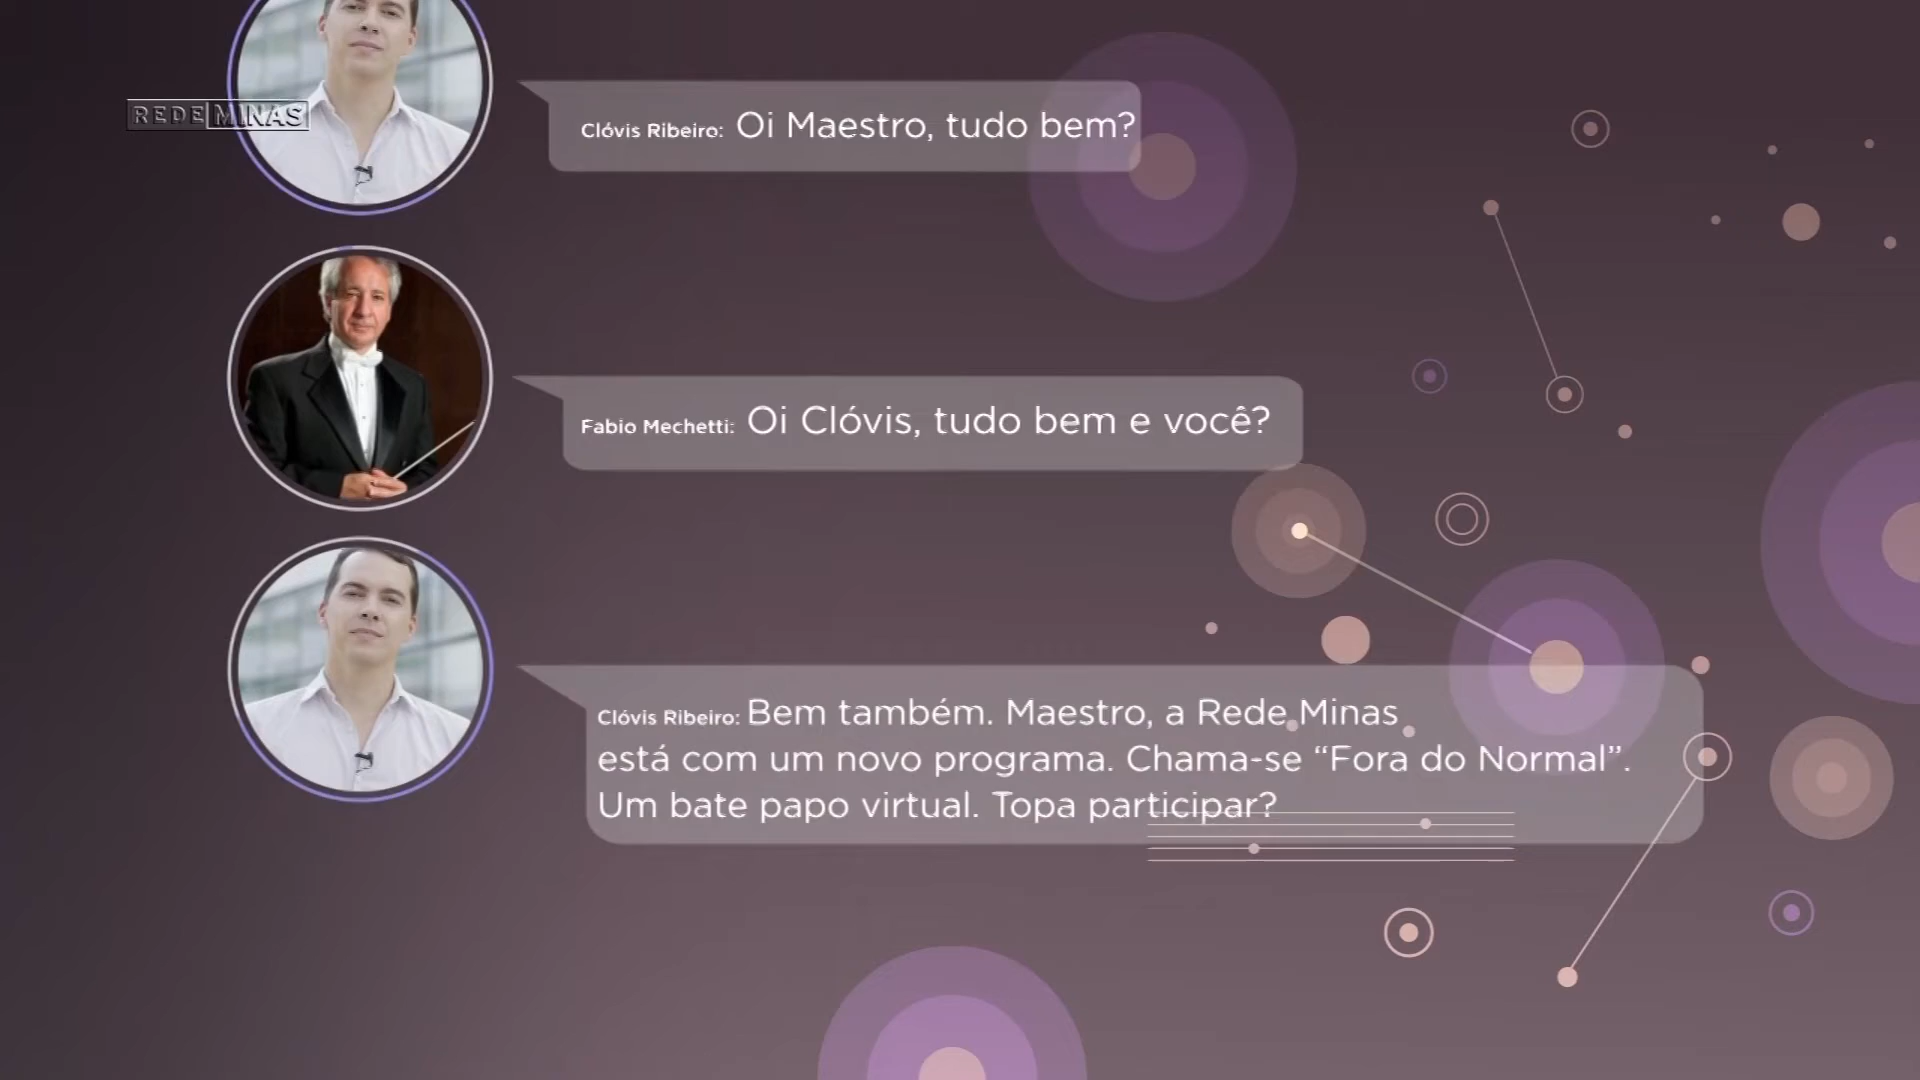 REDE MINAS
Clóvis Ribeiro: Oi Maestro, tudo bem?
Fabio Mechetti: Oi Clóvis, tudo bem e você?
Clóvis Ribeiro: Bem também. Maestro, a Rede Minas
está com um novo programa. Chama-se “Fora do Normal”.
Um bate papo virtual. Topa participar?